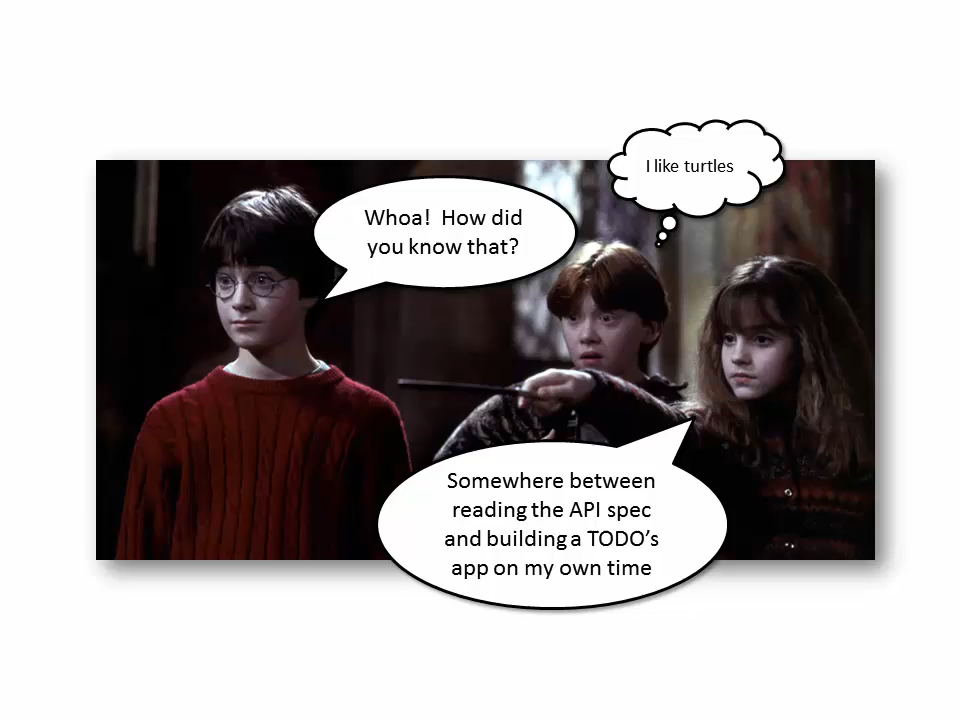 I like turtles
Whoa!  How did
you know that?
Somewhere between
reading the API spec
and building a TODO’s
app on my own time